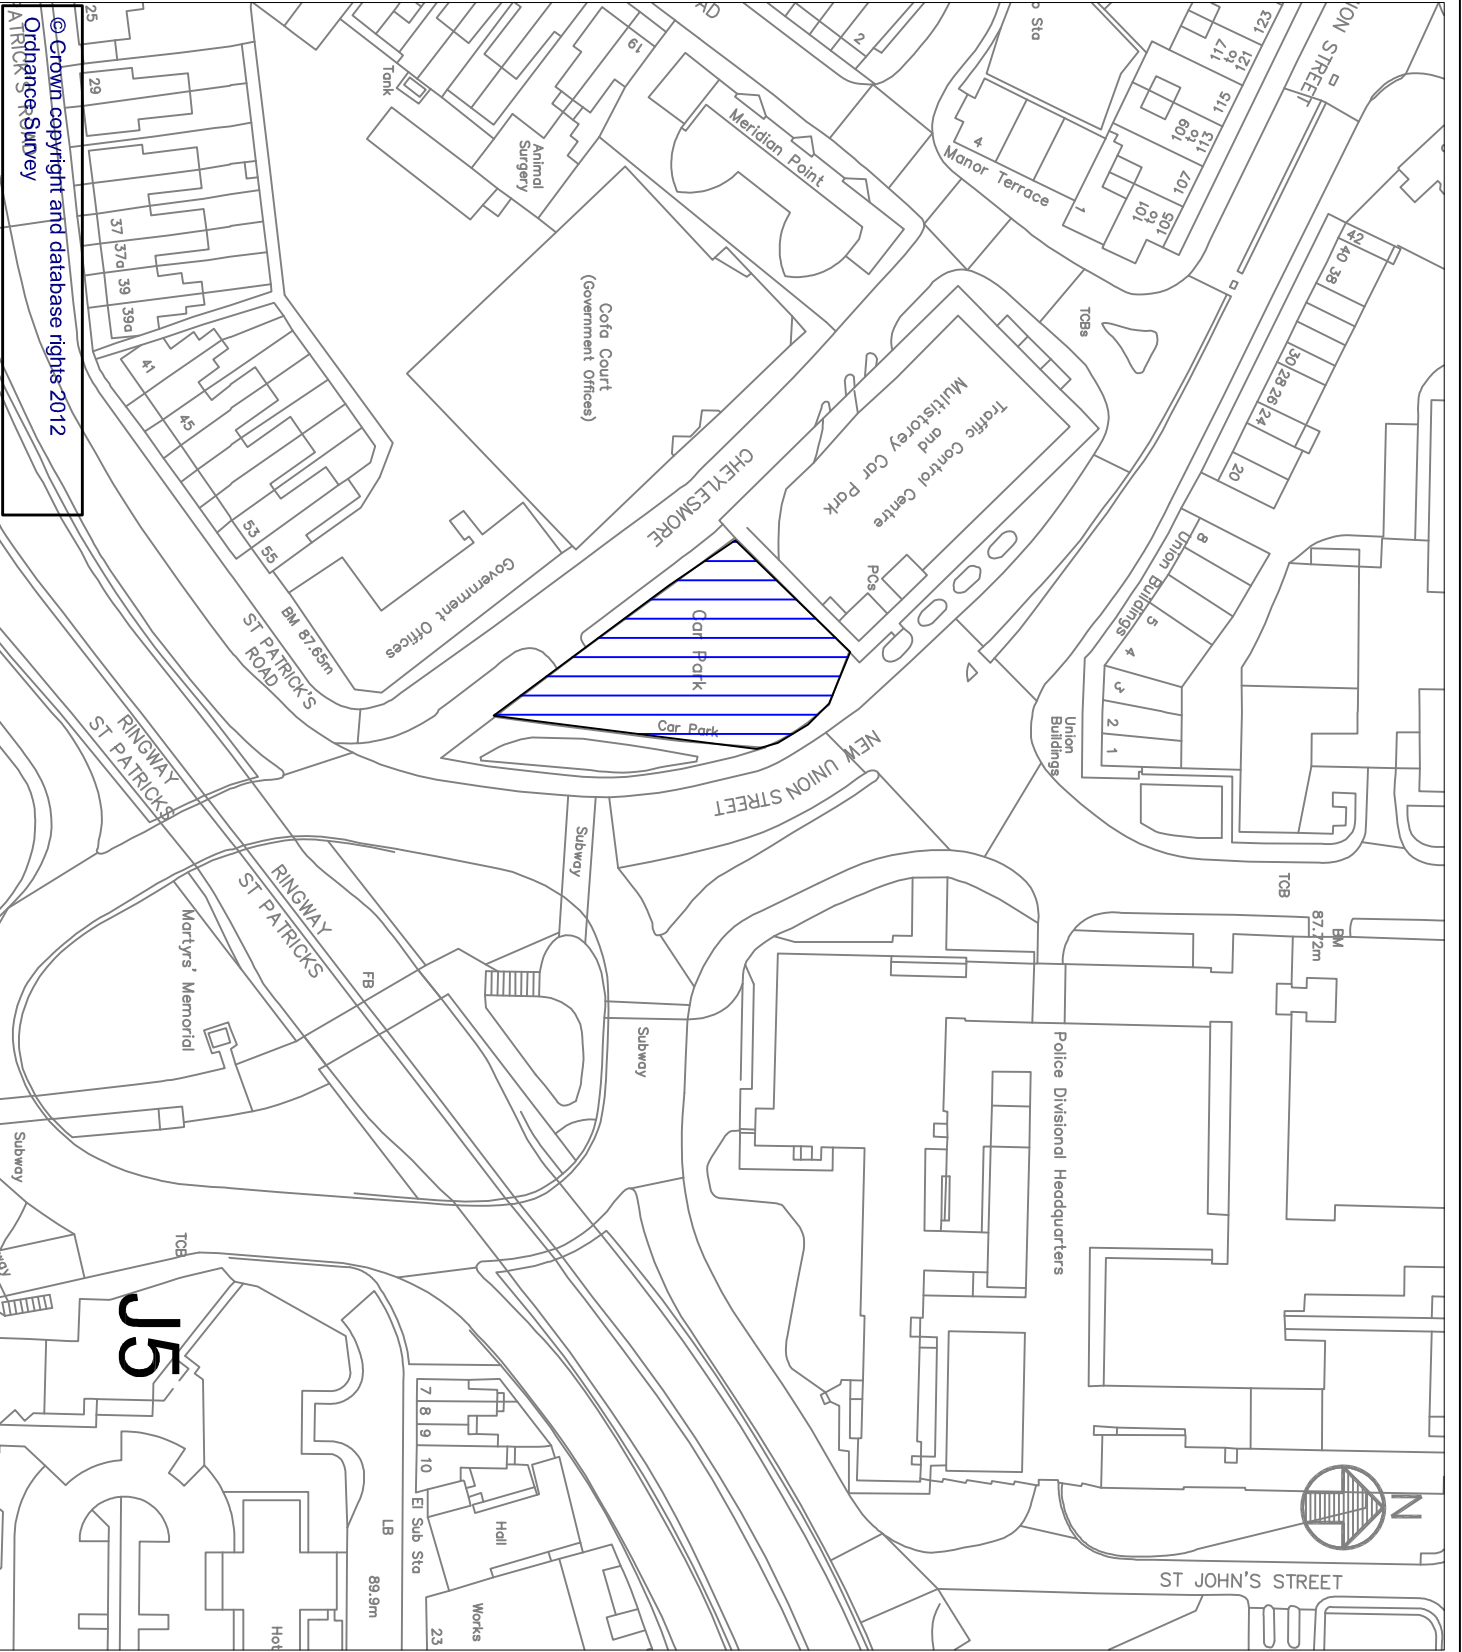 © Crown copyright and database rights 2012
Ordnance Survey
25
29
37
37a
39
39a
41
45
53
55
Tank
19
2
Animal
Surgery
Meridian Point
Sta
4
Manor Terrace
1
123
117
to
121
115
109
to
113
107
101
to
105
ION STREET
42
40
38
30
28
26
24
20
TCBs
Cofa Court
(Government Offices)
Traffic Control Centre
and
Multistorey Car Park
CHEYLESMORE
PCs
Car Park
Car Park
Government Offices
BM 87.65m
ST PATRICK'S
ROAD
NEW UNION STREET
Union Buildings
8
5
4
3
2
1
Union
Buildings
RINGWAY
ST PATRICKS
RINGWAY
ST PATRICKS
Subway
Subway
Subway
FB
Martyrs' Memorial
TCB
BM
87.72m
Police Divisional Headquarters
TCB
J5
7
8
9
10
El Sub Sta
Hall
LB
89.9m
Works
23
Hot
N
ST JOHN'S STREET